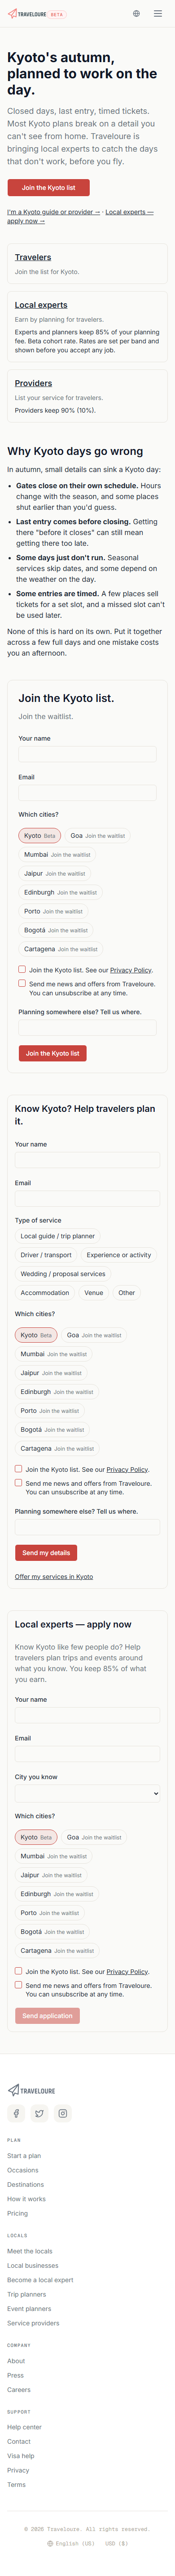 TRAVELOURE BETA
Kyoto's autumn,
planned to work on the
day.
Closed days, last entry, timed tickets.
Most Kyoto plans break on a detail you
can't see from home. Traveloure is
bringing local experts to catch the days
that don't work, before you fly.
Join the Kyoto list
I'm a Kyoto guide or provider → · Local experts —
apply now →
Travelers
Join the list for Kyoto.
Local experts
Earn by planning for travelers.
Experts and planners keep 85% of your planning
fee. Beta cohort rates. Rates are set per band and
shown before you accept any job.
Providers
List your service for travelers.
Providers keep 90% (10%).
Why Kyoto days go wrong
In autumn, small details can sink a Kyoto day:
• Gates close on their own schedule. Hours
change with the season, and some places
shut earlier than you'd guess.
• Last entry comes before closing. Getting
there "before it closes" can still mean
getting there too late.
• Some days just don't run. Seasonal
services skip dates, and some depend on
the weather on the day.
• Some entries are timed. A few places sell
tickets for a set slot, and a missed slot can't
be used later.
None of this is hard on its own. Put it together
across a few full days and one mistake costs
you an afternoon.
Join the Kyoto list.
Join the waitlist.
Your name
Email
Which cities?
Kyoto Beta Goa Join the waitlist
Mumbai Join the waitlist
Jaipur Join the waitlist
Edinburgh Join the waitlist
Porto Join the waitlist
Bogotá Join the waitlist
Cartagena Join the waitlist
Join the Kyoto list. See our Privacy Policy.
Send me news and offers from Traveloure.
You can unsubscribe at any time.
Planning somewhere else? Tell us where.
Join the Kyoto list
Know Kyoto? Help travelers plan
it.
Your name
Email
Type of service
Local guide / trip planner
Driver / transport Experience or activity
Wedding / proposal services
Accommodation Venue Other
Which cities?
Kyoto Beta Goa Join the waitlist
Mumbai Join the waitlist
Jaipur Join the waitlist
Edinburgh Join the waitlist
Porto Join the waitlist
Bogotá Join the waitlist
Cartagena Join the waitlist
Join the Kyoto list. See our Privacy Policy.
Send me news and offers from Traveloure.
You can unsubscribe at any time.
Planning somewhere else? Tell us where.
Send my details
Offer my services in Kyoto
Local experts — apply now
Know Kyoto like few people do? Help
travelers plan trips and events around
what you know. You keep 85% of what
you earn.
Your name
Email
City you know
Which cities?
Kyoto Beta Goa Join the waitlist
Mumbai Join the waitlist
Jaipur Join the waitlist
Edinburgh Join the waitlist
Porto Join the waitlist
Bogotá Join the waitlist
Cartagena Join the waitlist
Join the Kyoto list. See our Privacy Policy.
Send me news and offers from Traveloure.
You can unsubscribe at any time.
Send application
TRAVELOURE
PLAN
Start a plan
Occasions
Destinations
How it works
Pricing
LOCALS
Meet the locals
Local businesses
Become a local expert
Trip planners
Event planners
Service providers
COMPANY
About
Press
Careers
SUPPORT
Help center
Contact
Visa help
Privacy
Terms
© 2026 Traveloure. All rights reserved.
English (US) USD ($)